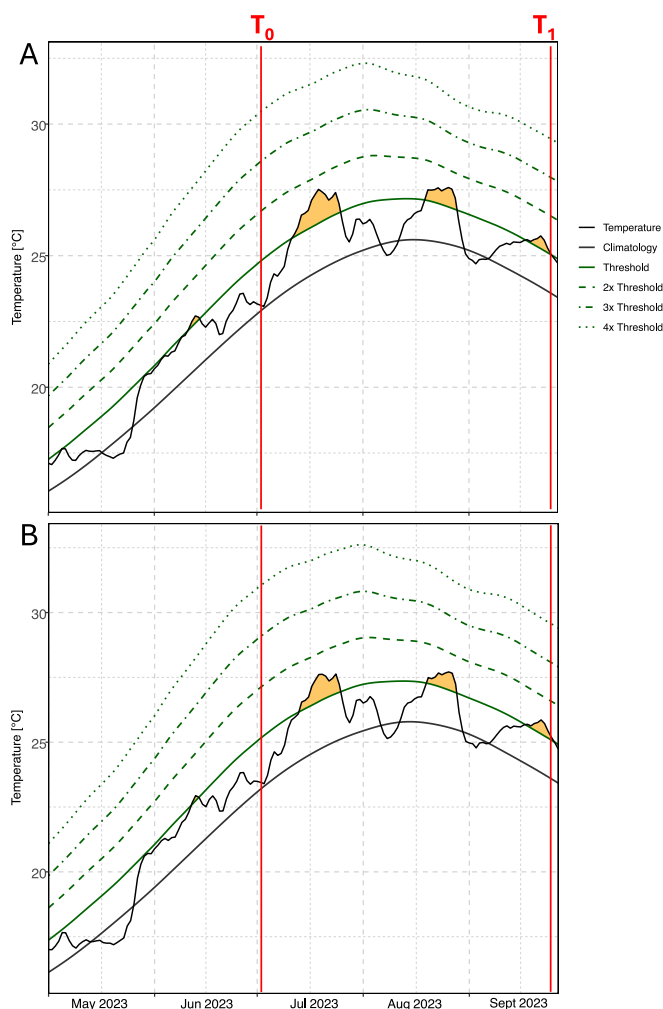 T0 T1
A
30
25
20
Temperature [°C]
Temperature
Climatology
Threshold
2x Threshold
3x Threshold
4x Threshold
B
30
25
20
Temperature [°C]
May 2023 Jun 2023 Jul 2023 Aug 2023 Sept 2023